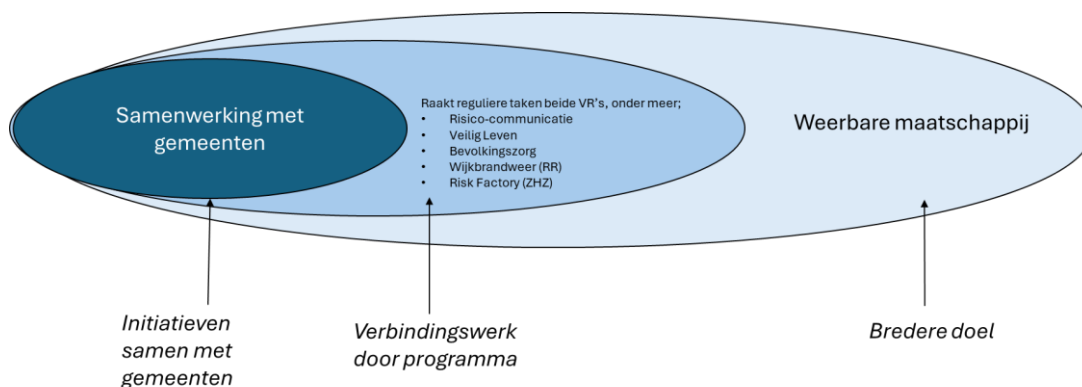 Samenwerking met
gemeenten
Raakt reguliere taken beide VR's, onder meer;
• Risico-communicatie
• Veilig Leven
• Bevolkingszorg
• Wijkbrandweer (RR)
• Risk Factory (ZHZ)
Weerbare maatschappij
Initiatieven
samen met
gemeenten
Verbindingswerk
door programma
Bredere doel